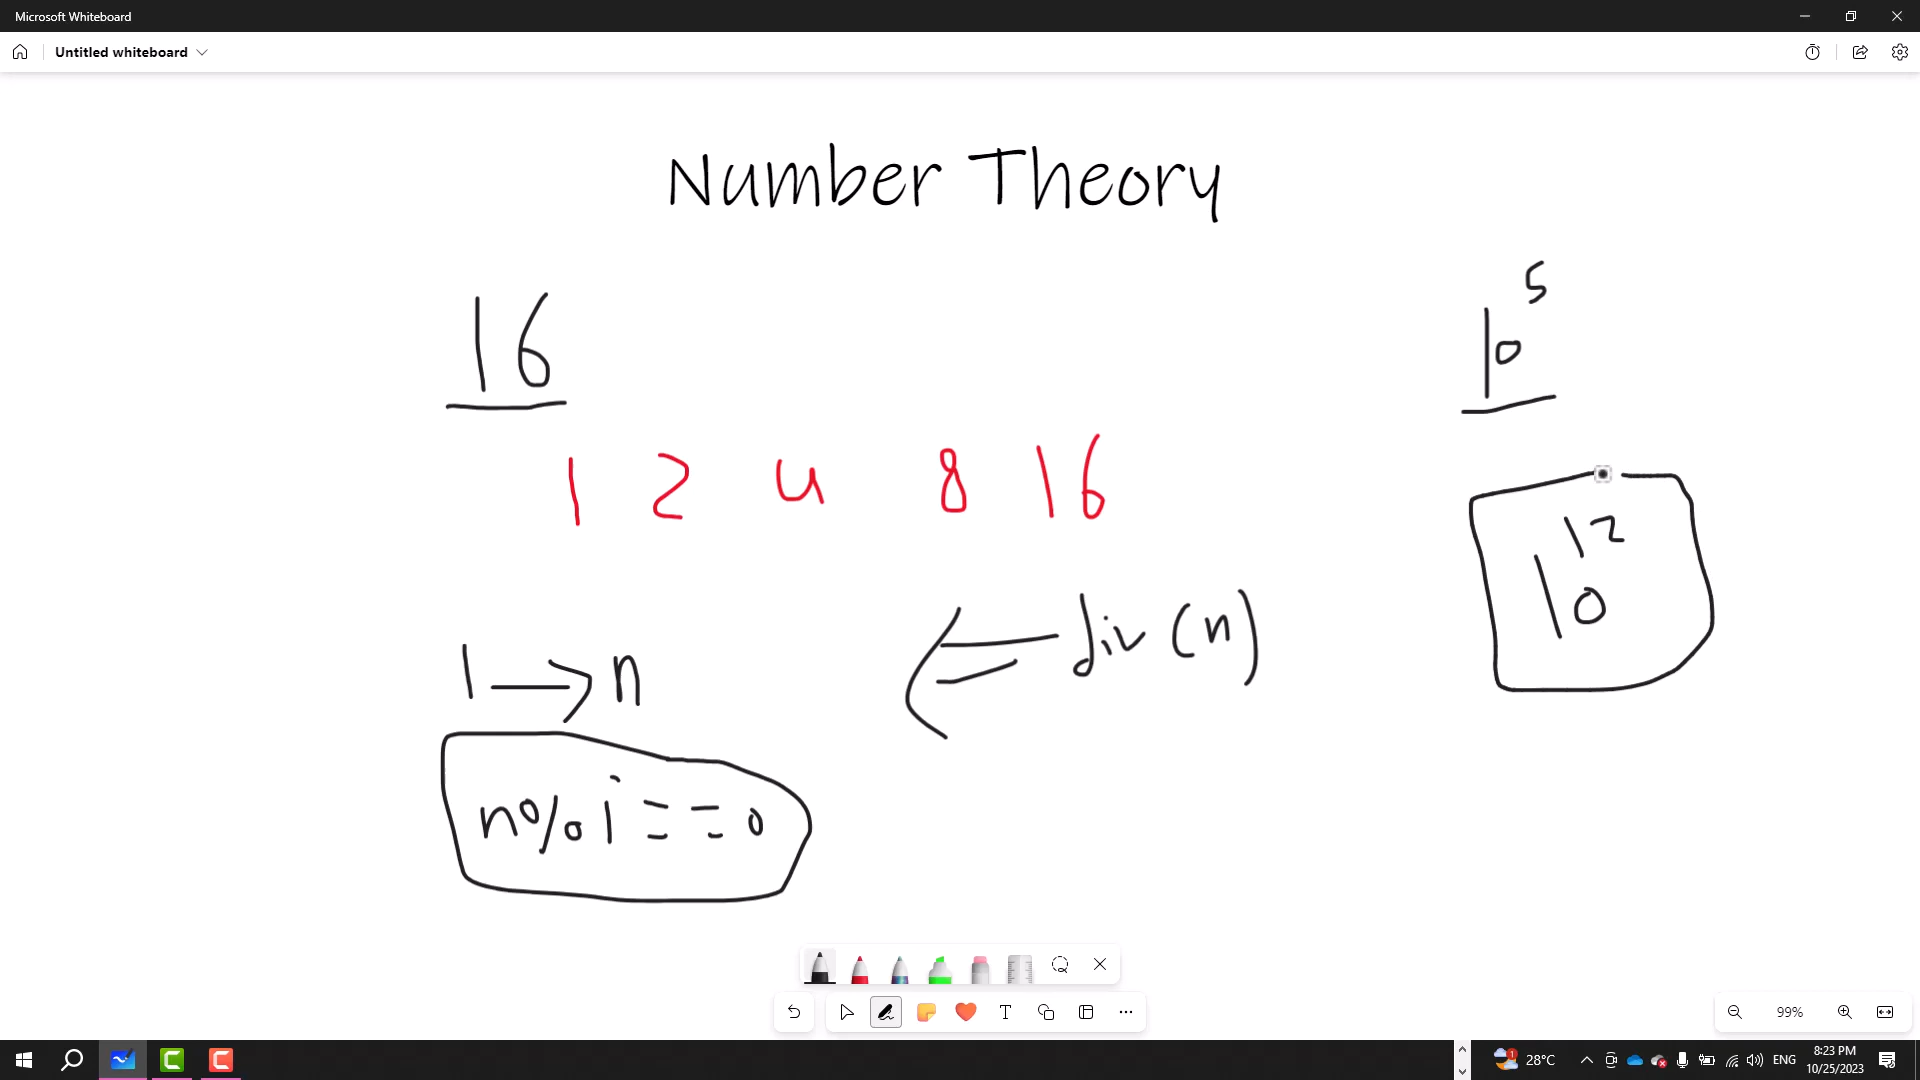 Microsoft Whiteboard
Untitled whiteboard
Number Theory
16
10^5
1 2 4 8 16
10^12
div (n)
1 → n
n%i==0
99%
1
28°C
ENG
8:23 PM
10/25/2023